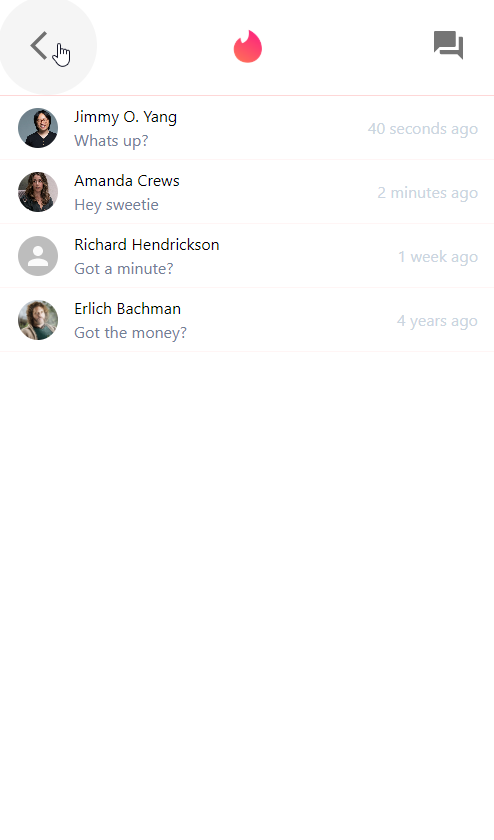 Jimmy O. Yang
Whats up?
40 seconds ago
Amanda Crews
Hey sweetie
2 minutes ago
Richard Hendrickson
Got a minute?
1 week ago
Erlich Bachman
Got the money?
4 years ago